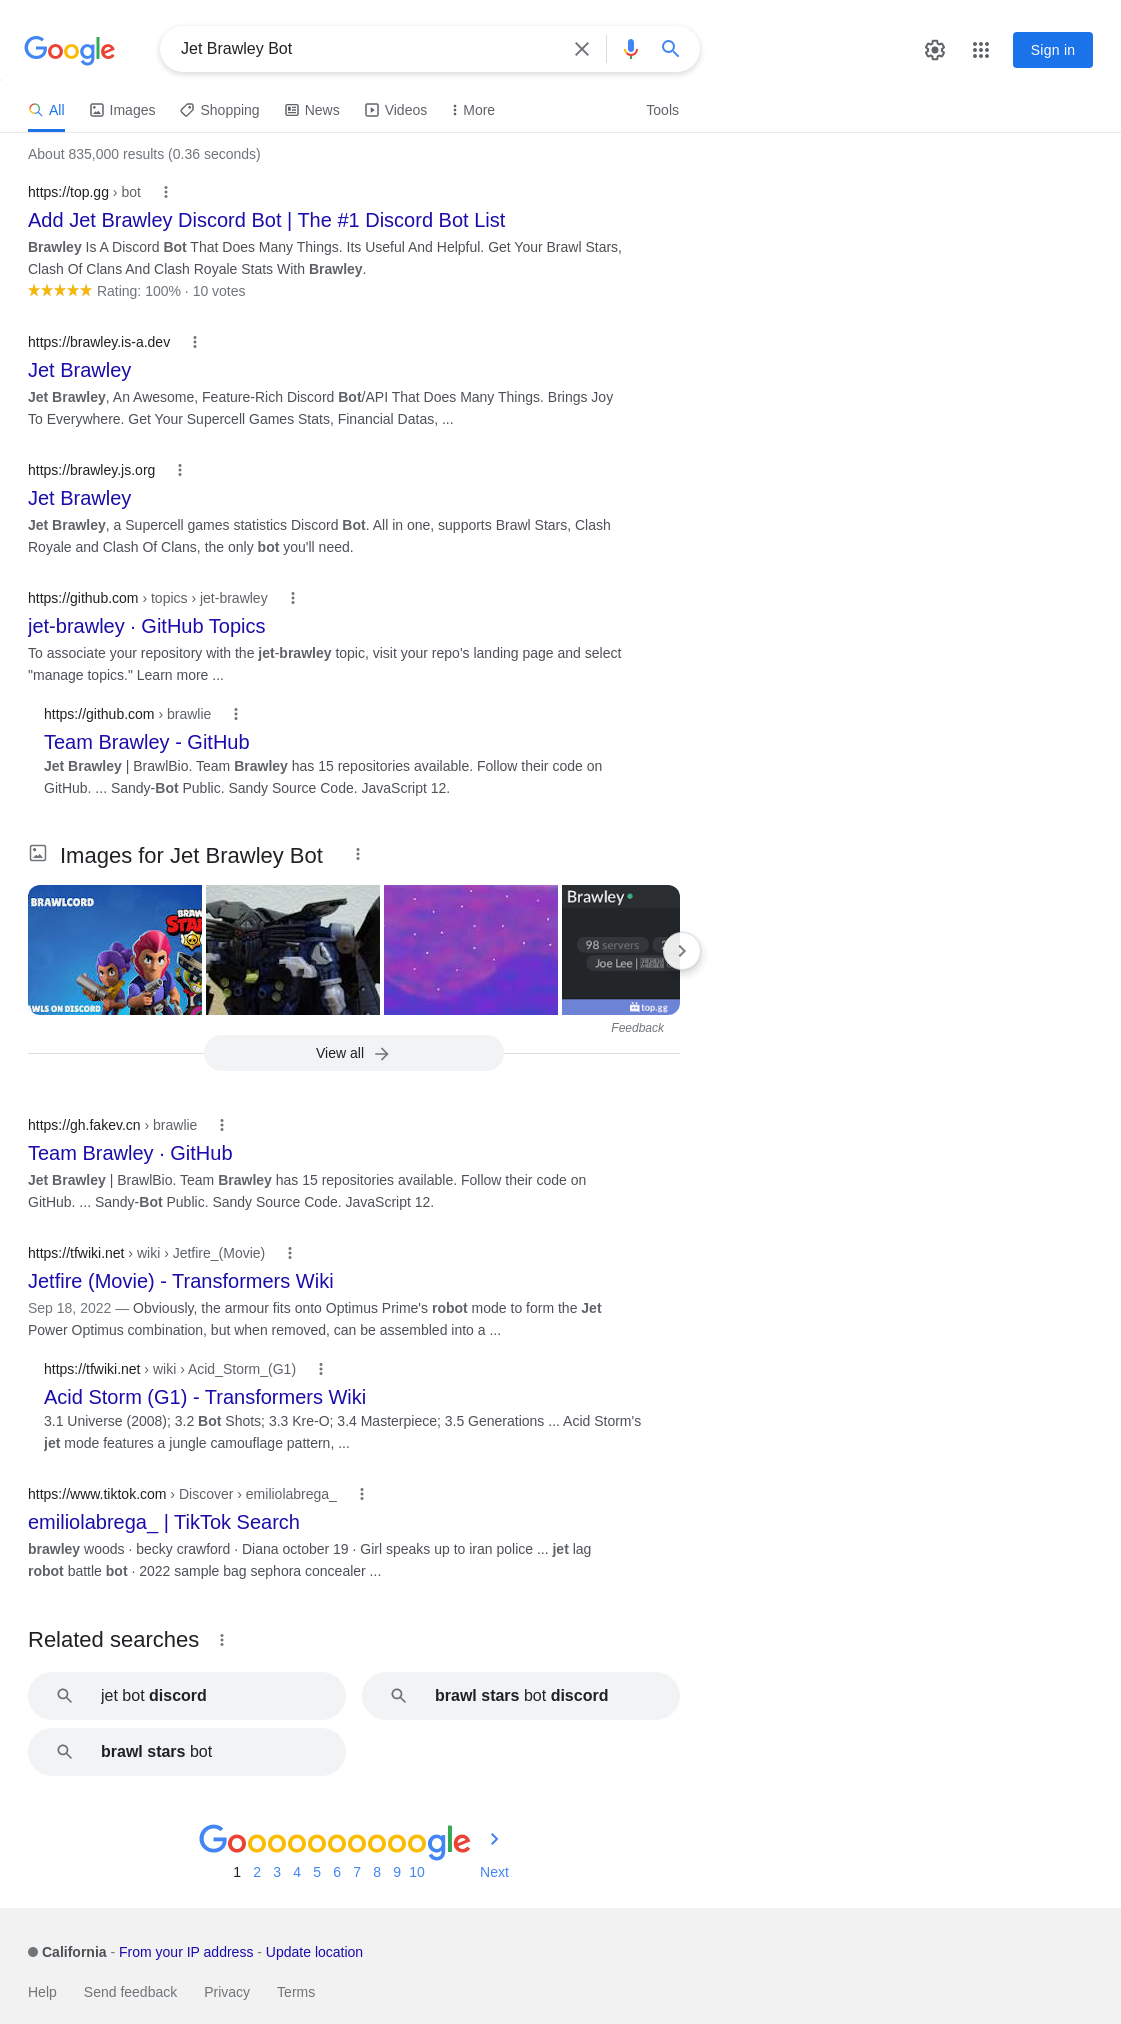 Google
Jet Brawley Bot
Sign in
All
Images
Shopping
News
Videos
More
Tools
About 835,000 results (0.36 seconds)
https://top.gg › bot
Add Jet Brawley Discord Bot | The #1 Discord Bot List
Brawley Is A Discord Bot That Does Many Things. Its Useful And Helpful. Get Your Brawl Stars,
Clash Of Clans And Clash Royale Stats With Brawley.
Rating: 100% · 10 votes
https://brawley.is-a.dev
Jet Brawley
Jet Brawley, An Awesome, Feature-Rich Discord Bot/API That Does Many Things. Brings Joy
To Everywhere. Get Your Supercell Games Stats, Financial Datas, ...
https://brawley.js.org
Jet Brawley
Jet Brawley, a Supercell games statistics Discord Bot. All in one, supports Brawl Stars, Clash
Royale and Clash Of Clans, the only bot you'll need.
https://github.com › topics › jet-brawley
jet-brawley · GitHub Topics
To associate your repository with the jet-brawley topic, visit your repo's landing page and select
"manage topics." Learn more ...
https://github.com › brawlie
Team Brawley - GitHub
Jet Brawley | BrawlBio. Team Brawley has 15 repositories available. Follow their code on
GitHub. ... Sandy-Bot Public. Sandy Source Code. JavaScript 12.
Images for Jet Brawley Bot
BRAWLCORD
BRAW
STA
AWLS ON DISCORD
Brawley
98 servers
Joe Lee |
top.gg
Feedback
View all
https://gh.fakev.cn › brawlie
Team Brawley · GitHub
Jet Brawley | BrawlBio. Team Brawley has 15 repositories available. Follow their code on
GitHub. ... Sandy-Bot Public. Sandy Source Code. JavaScript 12.
https://tfwiki.net › wiki › Jetfire_(Movie)
Jetfire (Movie) - Transformers Wiki
Sep 18, 2022 — Obviously, the armour fits onto Optimus Prime's robot mode to form the Jet
Power Optimus combination, but when removed, can be assembled into a ...
https://tfwiki.net › wiki › Acid_Storm_(G1)
Acid Storm (G1) - Transformers Wiki
3.1 Universe (2008); 3.2 Bot Shots; 3.3 Kre-O; 3.4 Masterpiece; 3.5 Generations ... Acid Storm's
jet mode features a jungle camouflage pattern, ...
https://www.tiktok.com › Discover › emiliolabrega_
emiliolabrega_ | TikTok Search
brawley woods · becky crawford · Diana october 19 · Girl speaks up to iran police ... jet lag
robot battle bot · 2022 sample bag sephora concealer ...
Related searches
jet bot discord
brawl stars bot discord
brawl stars bot
Goooooooooogle
1 2 3 4 5 6 7 8 9 10 Next
California - From your IP address - Update location
Help
Send feedback
Privacy
Terms